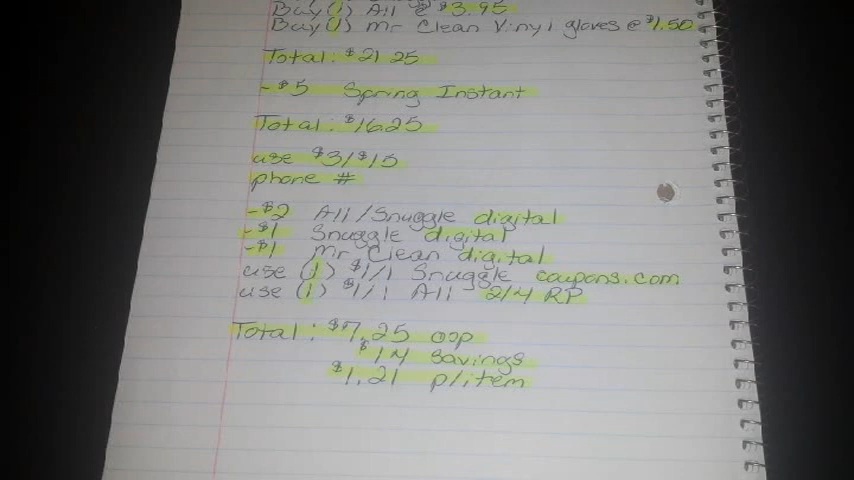 Buy (1) All @ $3.95
Buy (1) Mr Clean Vinyl gloves @ $1.50
Total: $21.25
-$5 Spring Instant
Total: $16.25
use $3/$15
phone #
-$2 All/Snuggle digital
-$1 Snuggle digital
-$1 Mr Clean digital
use (1) $1/1 Snuggle coupons.com
use (1) $1/1 All 2/4 RP
Total: $7.25 oop
$14 savings
$1.21 p/item